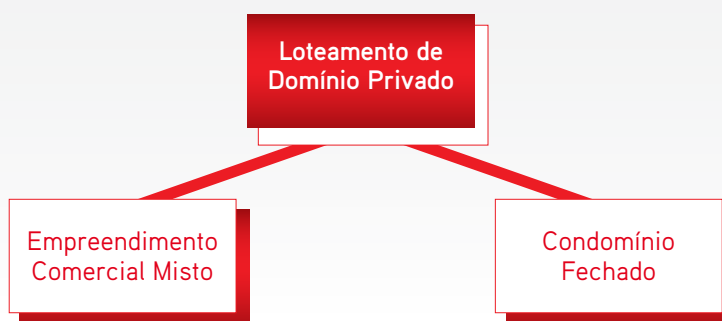 Loteamento de
Domínio Privado
Empreendimento
Comercial Misto
Condomínio
Fechado